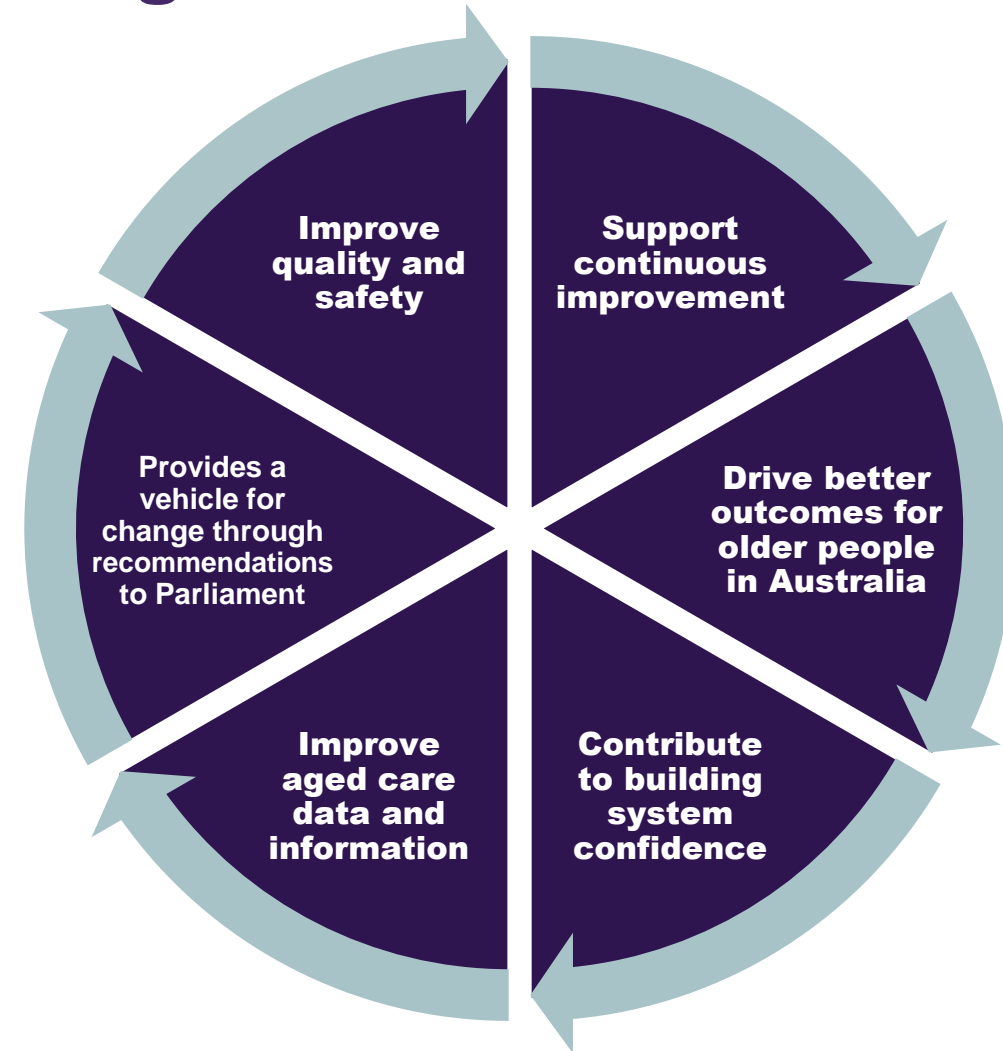 Improve
quality and
safety
Support
continuous
improvement
Drive better
outcomes for
older people
in Australia
Contribute
to building
system
confidence
Improve
aged care
data and
information
Provides a
vehicle for
change through
recommendations
to Parliament